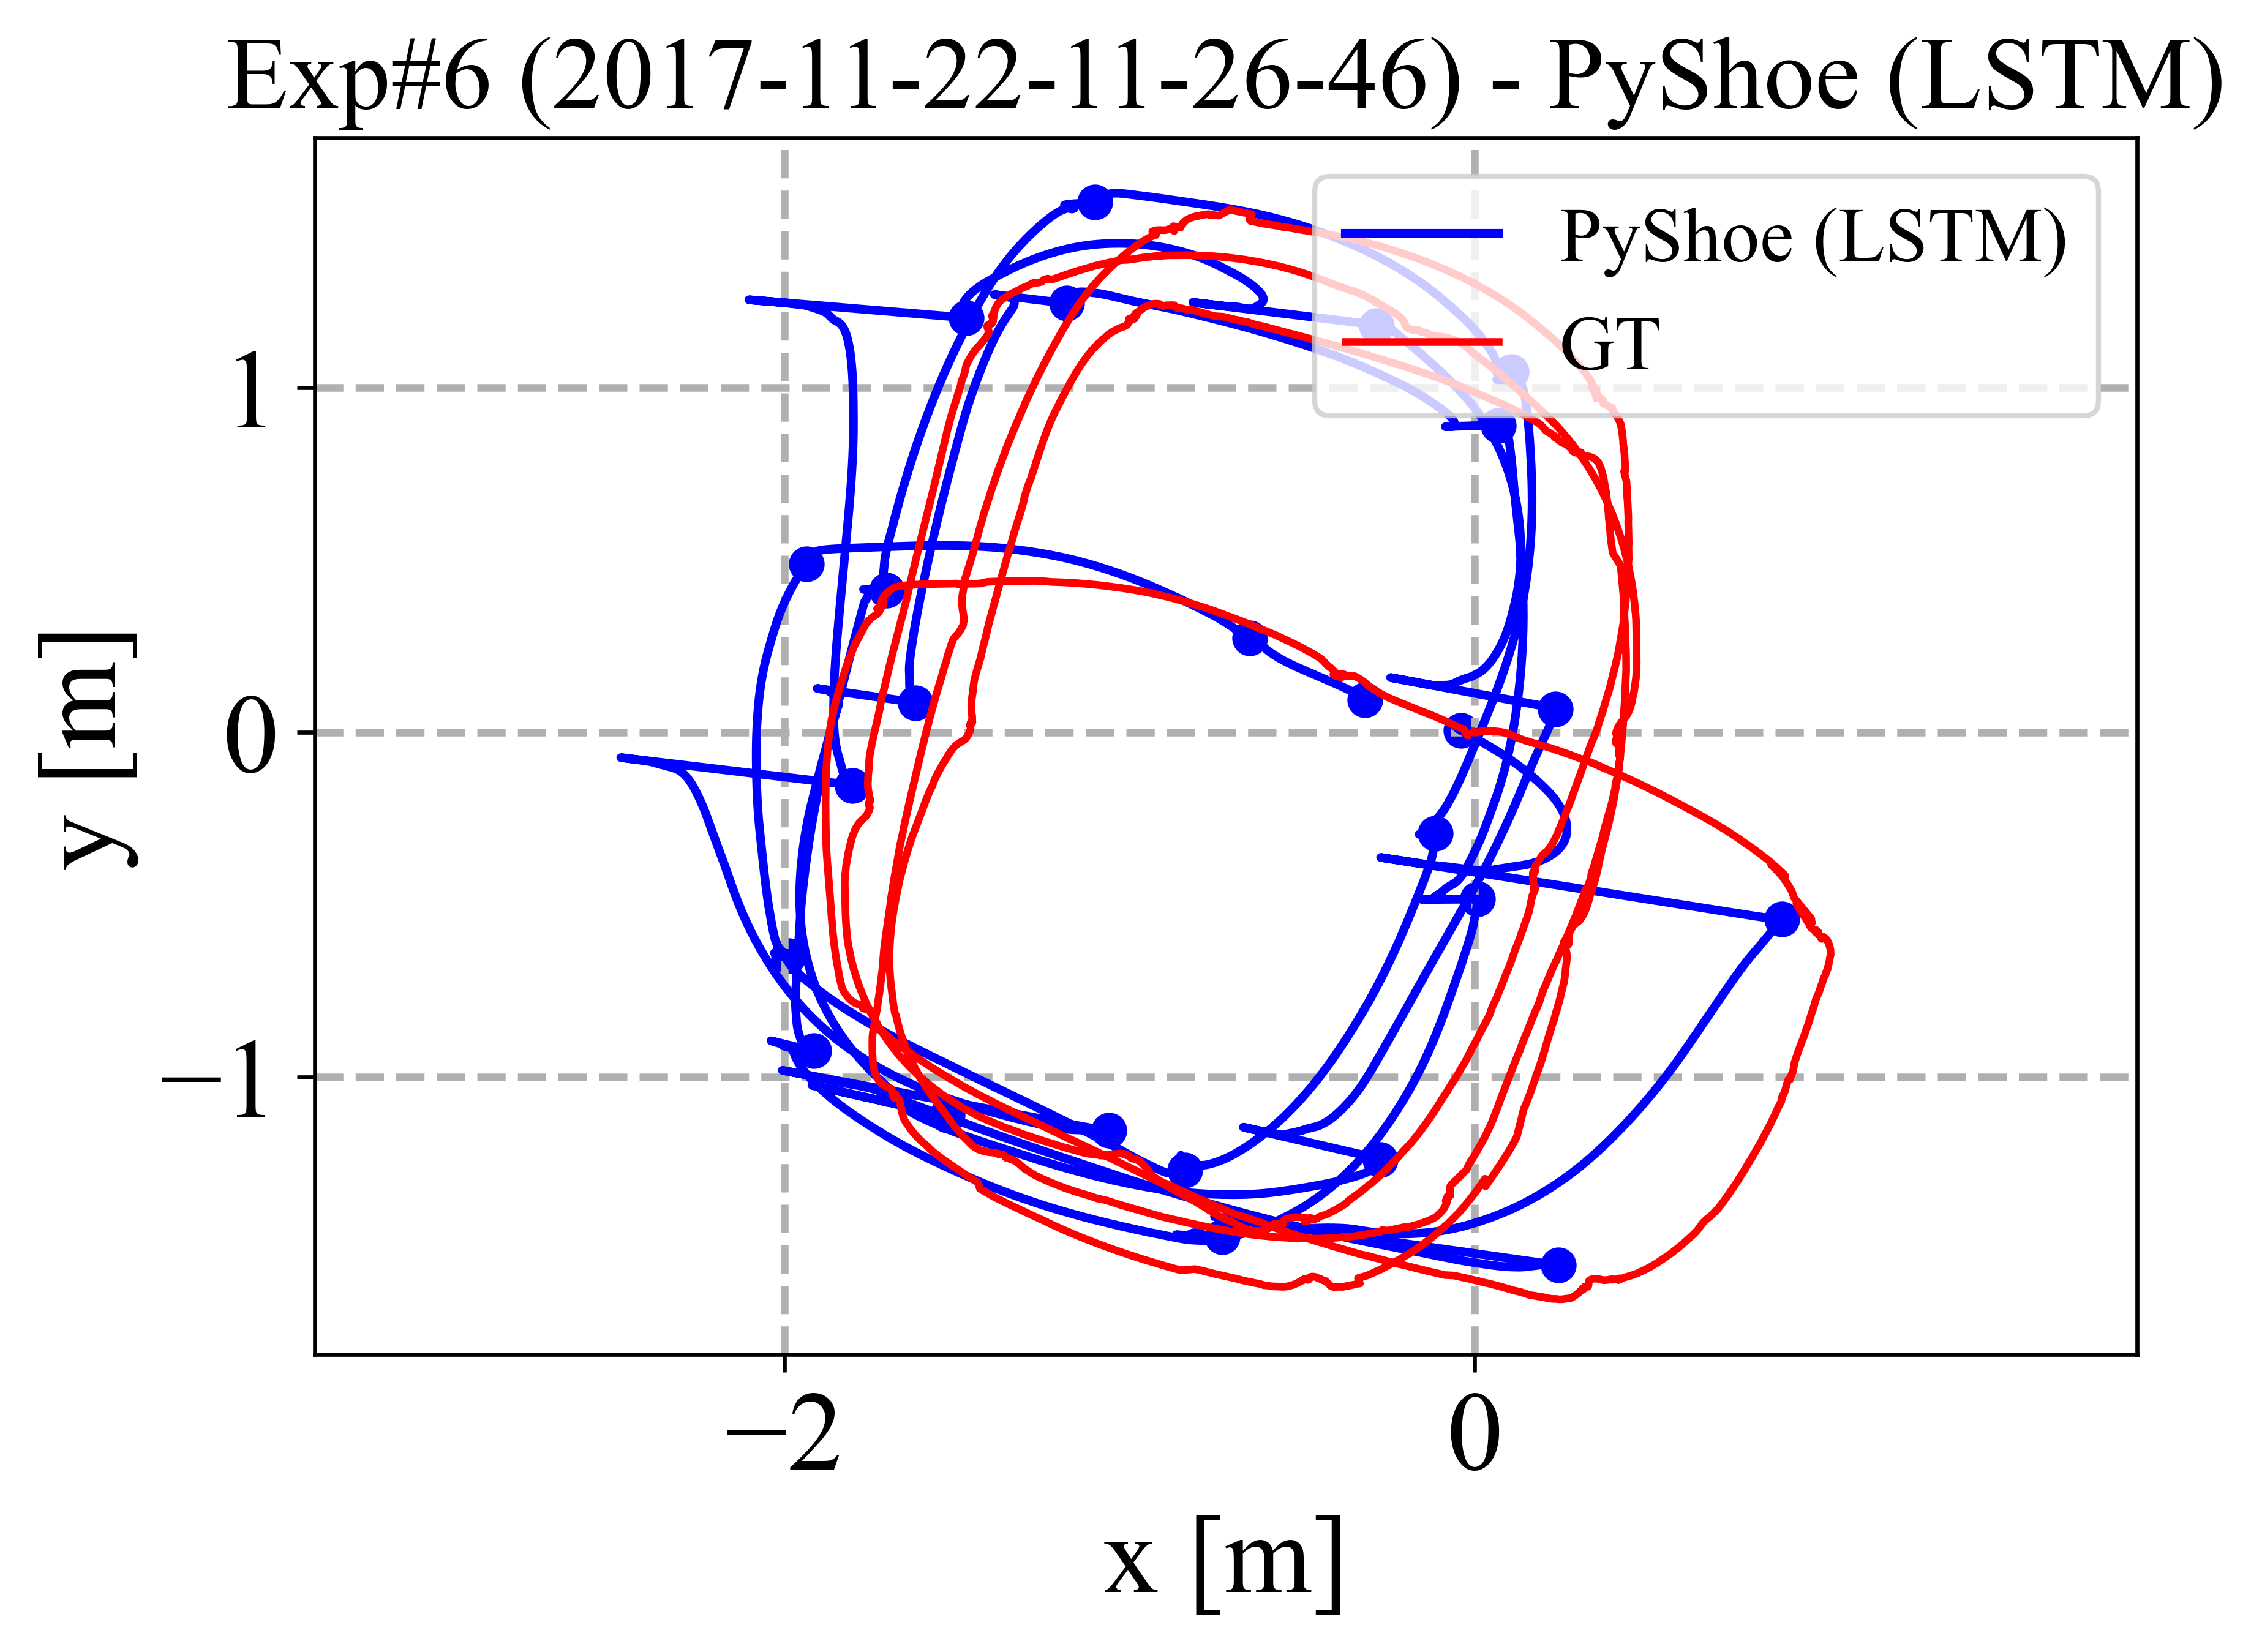 Exp#6 (2017-11-22-11-26-46) - PyShoe (LSTM)
PyShoe (LSTM)
GT
1
0
−1
y [m]
−2 0
x [m]